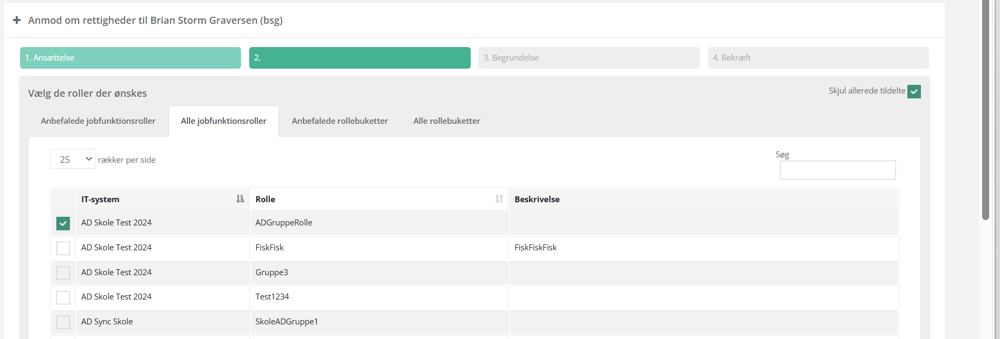 Anmod om rettigheder til Brian Storm Graversen (bsg)
1. Ansættelse
2.
3. Begrundelse
4. Bekræft
Vælg de roller der ønskes
Skjul allerede tildelte
Anbefalede jobfunktionsroller
Alle jobfunktionsroller
Anbefalede rollebuketter
Alle rollebuketter
25 rækker per side
Søg
IT-system Rolle Beskrivelse
AD Skole Test 2024 ADGruppeRolle
AD Skole Test 2024 FiskFisk FiskFiskFisk
AD Skole Test 2024 Gruppe3
AD Skole Test 2024 Test1234
AD Sync Skole SkoleADGruppe1